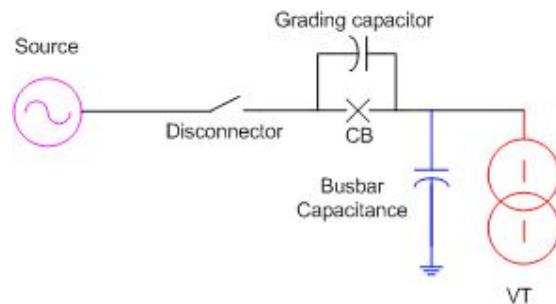 Grading capacitor
Source
Disconnector
CB
Busbar
Capacitance
VT